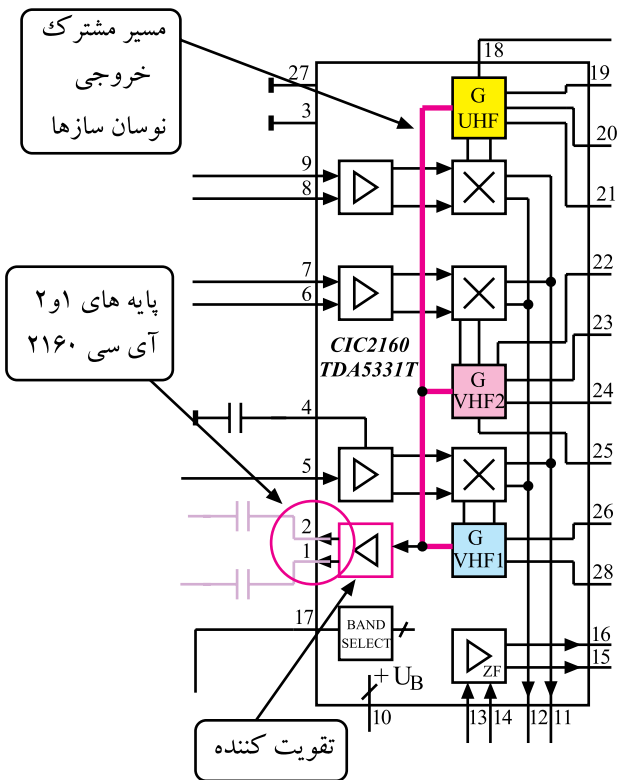 مسیر مشترك
خروجی
نوسان سازها
18
27
19
G
UHF
3
20
9
8
21
22
7
6
پایه های ۱و۲
آی سی ۲۱۶۰
23
CIC2160
TDA5331T
G
VHF2
24
4
25
5
26
2
G
VHF1
1
28
17
BAND
SELECT
16
ZF
15
+UB
10
13
14
12
11
تقویت کننده